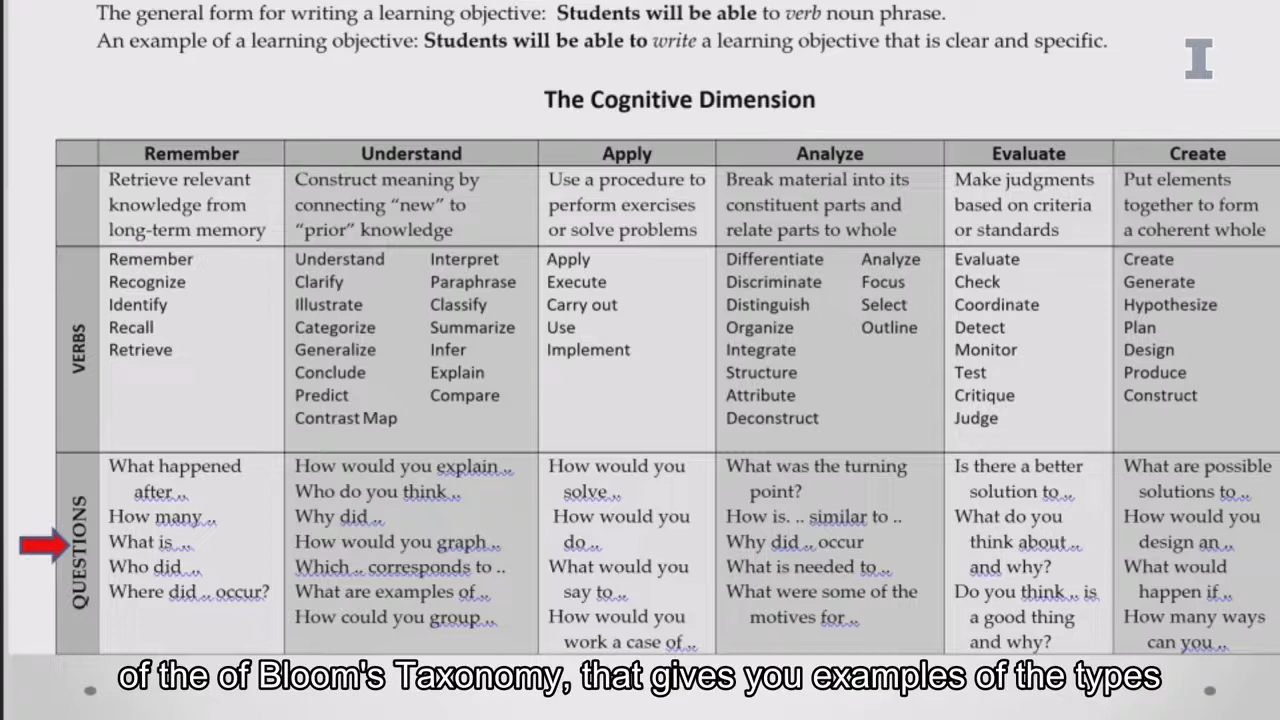 The general form for writing a learning objective: Students will be able to verb noun phrase.
An example of a learning objective: Students will be able to write a learning objective that is clear and specific.
I
The Cognitive Dimension
Remember
Understand
Apply
Analyze
Evaluate
Create
Retrieve relevant
knowledge from
long-term memory
Construct meaning by
connecting “new” to
“prior” knowledge
Use a procedure to
perform exercises
or solve problems
Break material into its
constituent parts and
relate parts to whole
Make judgments
based on criteria
or standards
Put elements
together to form
a coherent whole
VERBS
Remember
Recognize
Identify
Recall
Retrieve
Understand
Clarify
Illustrate
Categorize
Generalize
Conclude
Predict
Contrast Map
Interpret
Paraphrase
Classify
Summarize
Infer
Explain
Compare
Apply
Execute
Carry out
Use
Implement
Differentiate
Discriminate
Distinguish
Organize
Integrate
Structure
Attribute
Deconstruct
Analyze
Focus
Select
Outline
Evaluate
Check
Coordinate
Detect
Monitor
Test
Critique
Judge
Create
Generate
Hypothesize
Plan
Design
Produce
Construct
QUESTIONS
What happened
after ..
How many ..
What is ..
Who did ..
Where did .. occur?
How would you explain ..
Who do you think ..
Why did ..
How would you graph ..
Which .. corresponds to ..
What are examples of ..
How could you group ..
How would you
solve ..
How would you
do ..
What would you
say to ..
How would you
work a case of ..
What was the turning
point?
How is. .. similar to ..
Why did .. occur
What is needed to ..
What were some of the
motives for ..
Is there a better
solution to ..
What do you
think about ..
and why?
Do you think .. is
a good thing
and why?
What are possible
solutions to ..
How would you
design an ..
What would
happen if ..
How many ways
can you ..
of the of Bloom's Taxonomy, that gives you examples of the types